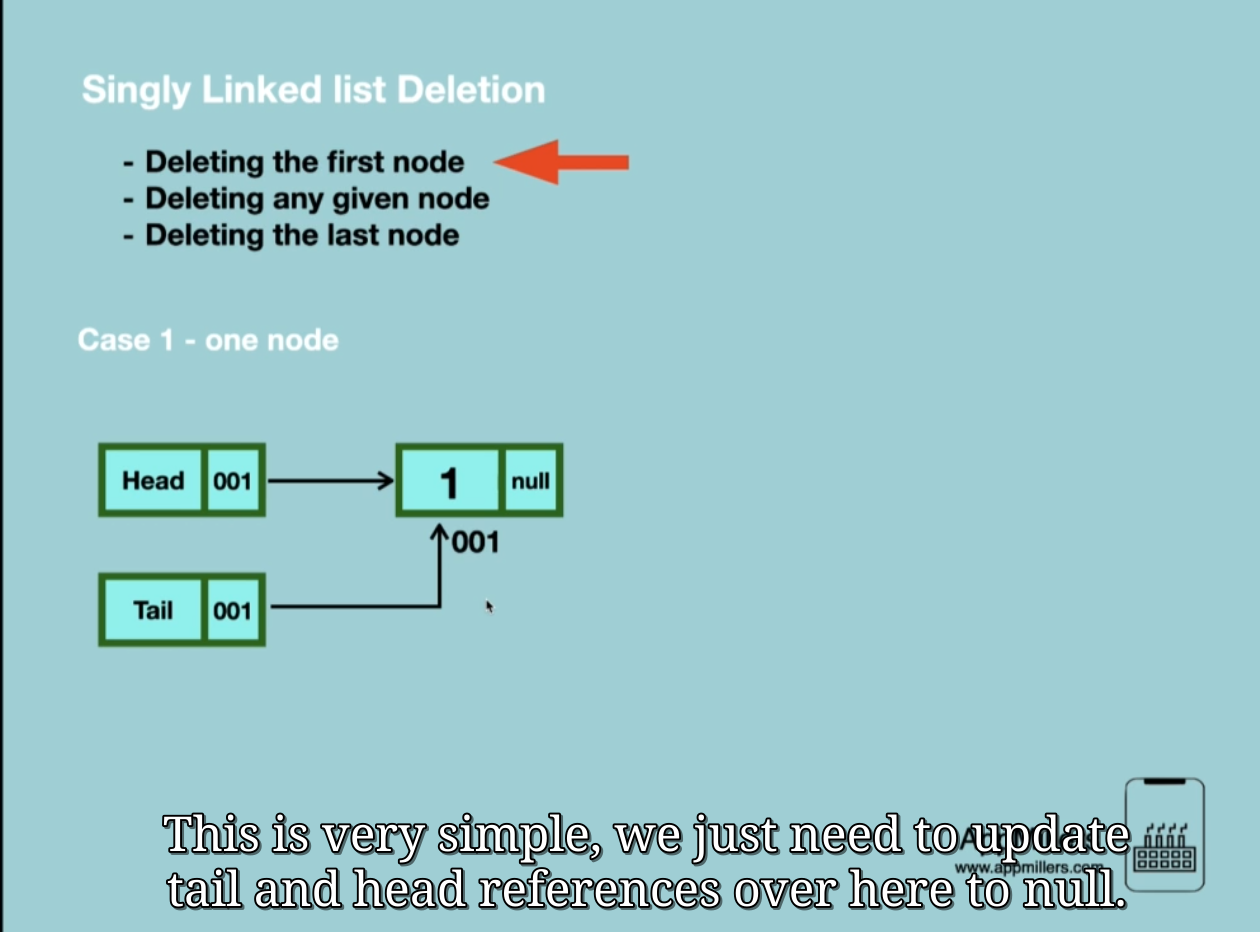 Singly Linked list Deletion
- Deleting the first node
- Deleting any given node
- Deleting the last node
Case 1 - one node
Head 001
1 null
001
Tail 001
This is very simple, we just need to update
www.appmillers.com
tail and head references over here to null.